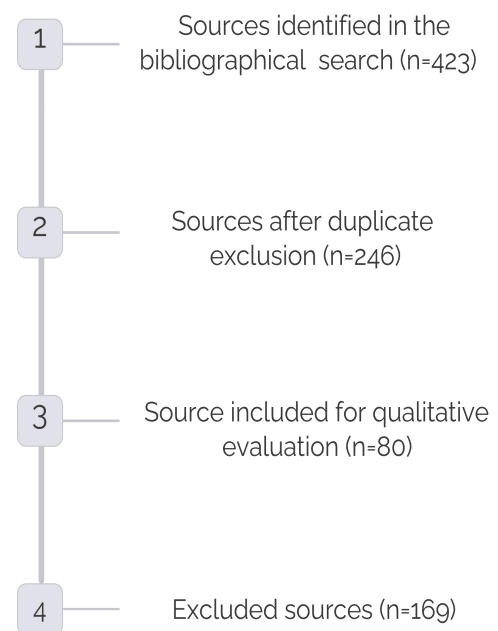 1
Sources identified in the
bibliographical search (n=423)
2
Sources after duplicate
exclusion (n=246)
3
Source included for qualitative
evaluation (n=80)
4
Excluded sources (n=169)